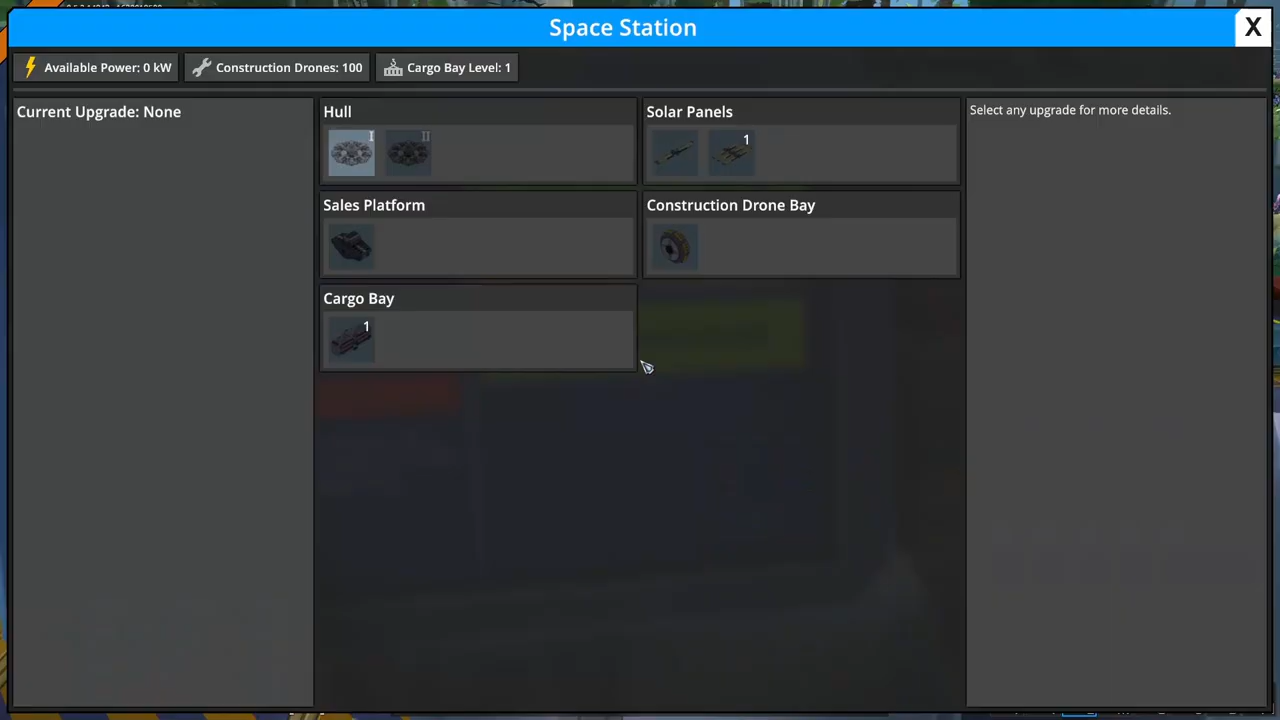 Space Station
X
Available Power: 0 kW
Construction Drones: 100
Cargo Bay Level: 1
Current Upgrade: None
Hull
I
II
Solar Panels
1
Select any upgrade for more details.
Sales Platform
Construction Drone Bay
Cargo Bay
1